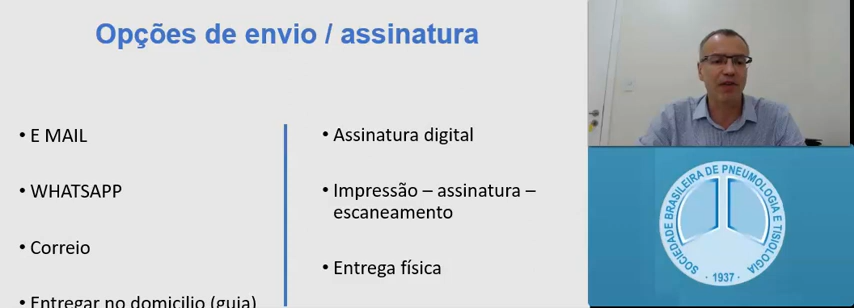 Opções de envio / assinatura
• E MAIL
• WHATSAPP
• Correio
• Entregar no domicilio (guia)
• Assinatura digital
• Impressão – assinatura –
escaneamento
• Entrega física
SOCIEDADE BRASILEIRA DE PNEUMOLOGIA E TISIOLOGIA
· 1937 ·